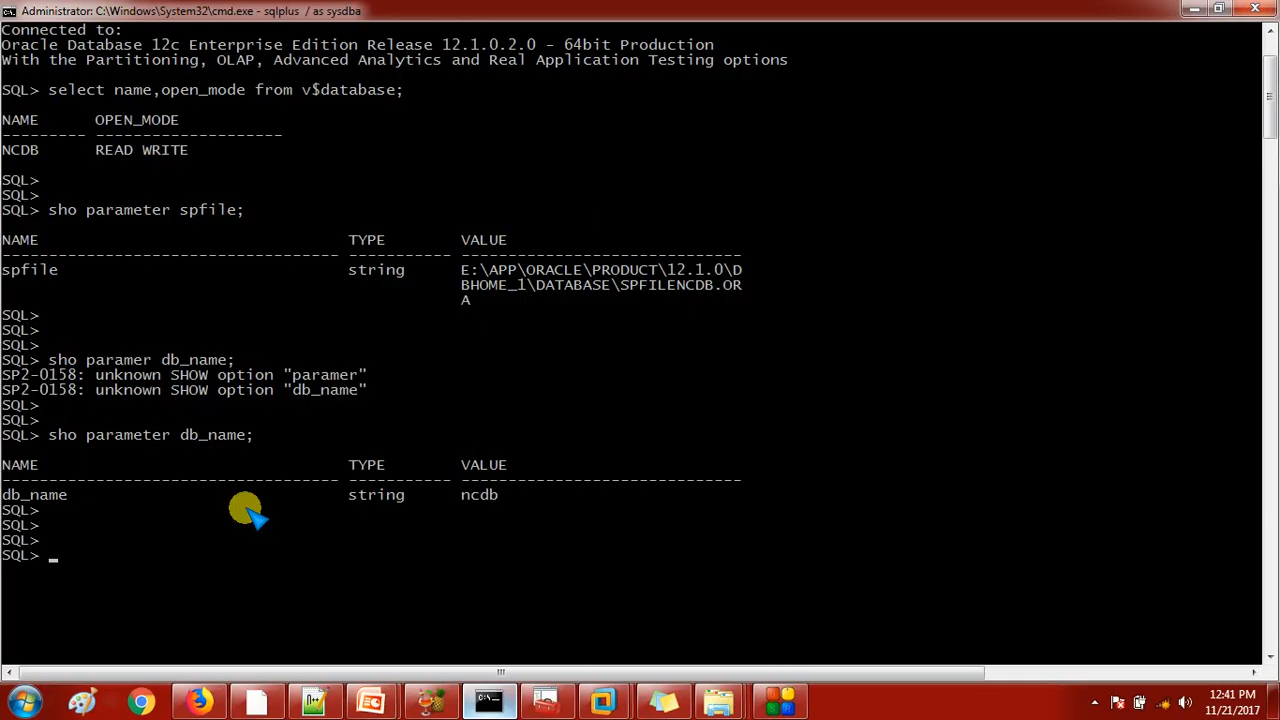 Administrator: C:\Windows\System32\cmd.exe - sqlplus / as sysdba
Connected to:
Oracle Database 12c Enterprise Edition Release 12.1.0.2.0 - 64bit Production
With the Partitioning, OLAP, Advanced Analytics and Real Application Testing options
SQL> select name,open_mode from v$database;
NAME OPEN_MODE
--------- --------------------
NCDB READ WRITE
SQL>
SQL>
SQL> sho parameter spfile;
NAME TYPE VALUE
------------------------------------ ----------- ------------------------------
spfile string E:\APP\ORACLE\PRODUCT\12.1.0\D
BHOME_1\DATABASE\SPFILENCDB.OR
A
SQL>
SQL>
SQL>
SQL> sho paramer db_name;
SP2-0158: unknown SHOW option "paramer"
SP2-0158: unknown SHOW option "db_name"
SQL>
SQL>
SQL> sho parameter db_name;
NAME TYPE VALUE
------------------------------------ ----------- ------------------------------
db_name string ncdb
SQL>
SQL>
SQL>
SQL> _
12:41 PM
11/21/2017